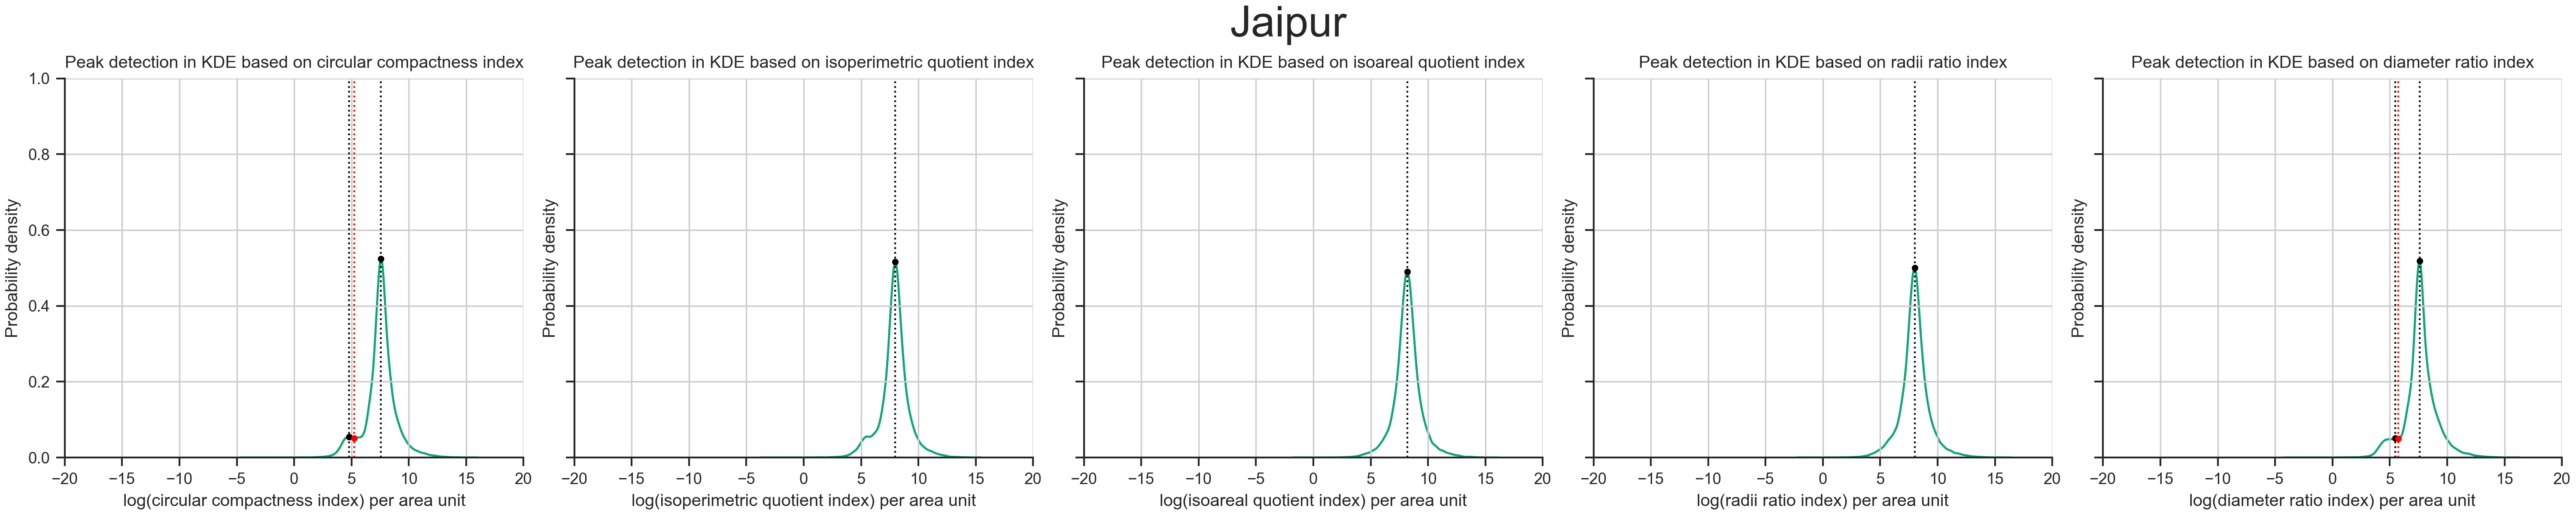 Jaipur
Peak detection in KDE based on circular compactness index
Probability density
1.0
0.8
0.6
0.4
0.2
0.0
−20 −15 −10 −5 0 5 10 15 20
log(circular compactness index) per area unit
Peak detection in KDE based on isoperimetric quotient index
Probability density
−20 −15 −10 −5 0 5 10 15 20
log(isoperimetric quotient index) per area unit
Peak detection in KDE based on isoareal quotient index
Probability density
−20 −15 −10 −5 0 5 10 15 20
log(isoareal quotient index) per area unit
Peak detection in KDE based on radii ratio index
Probability density
−20 −15 −10 −5 0 5 10 15 20
log(radii ratio index) per area unit
Peak detection in KDE based on diameter ratio index
Probability density
−20 −15 −10 −5 0 5 10 15 20
log(diameter ratio index) per area unit